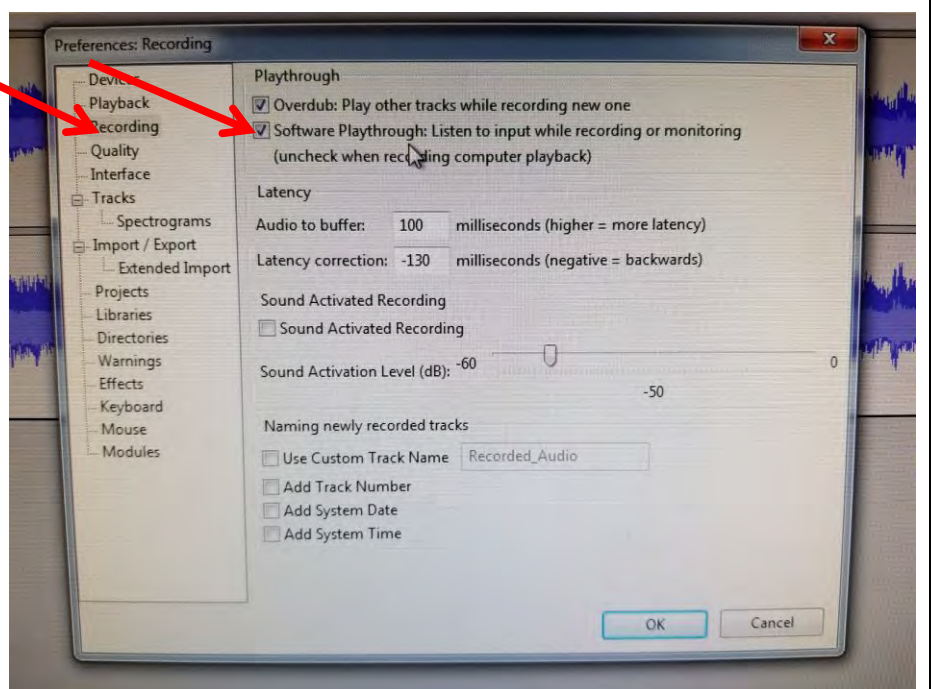 Preferences: Recording
Devices
Playback
Recording
Quality
Interface
Tracks
Spectrograms
Import / Export
Extended Import
Projects
Libraries
Directories
Warnings
Effects
Keyboard
Mouse
Modules
Playthrough
Overdub: Play other tracks while recording new one
Software Playthrough: Listen to input while recording or monitoring
(uncheck when recording computer playback)
Latency
Audio to buffer: 100 milliseconds (higher = more latency)
Latency correction: -130 milliseconds (negative = backwards)
Sound Activated Recording
Sound Activated Recording
Sound Activation Level (dB): -60 0
-50
Naming newly recorded tracks
Use Custom Track Name Recorded_Audio
Add Track Number
Add System Date
Add System Time
OK Cancel